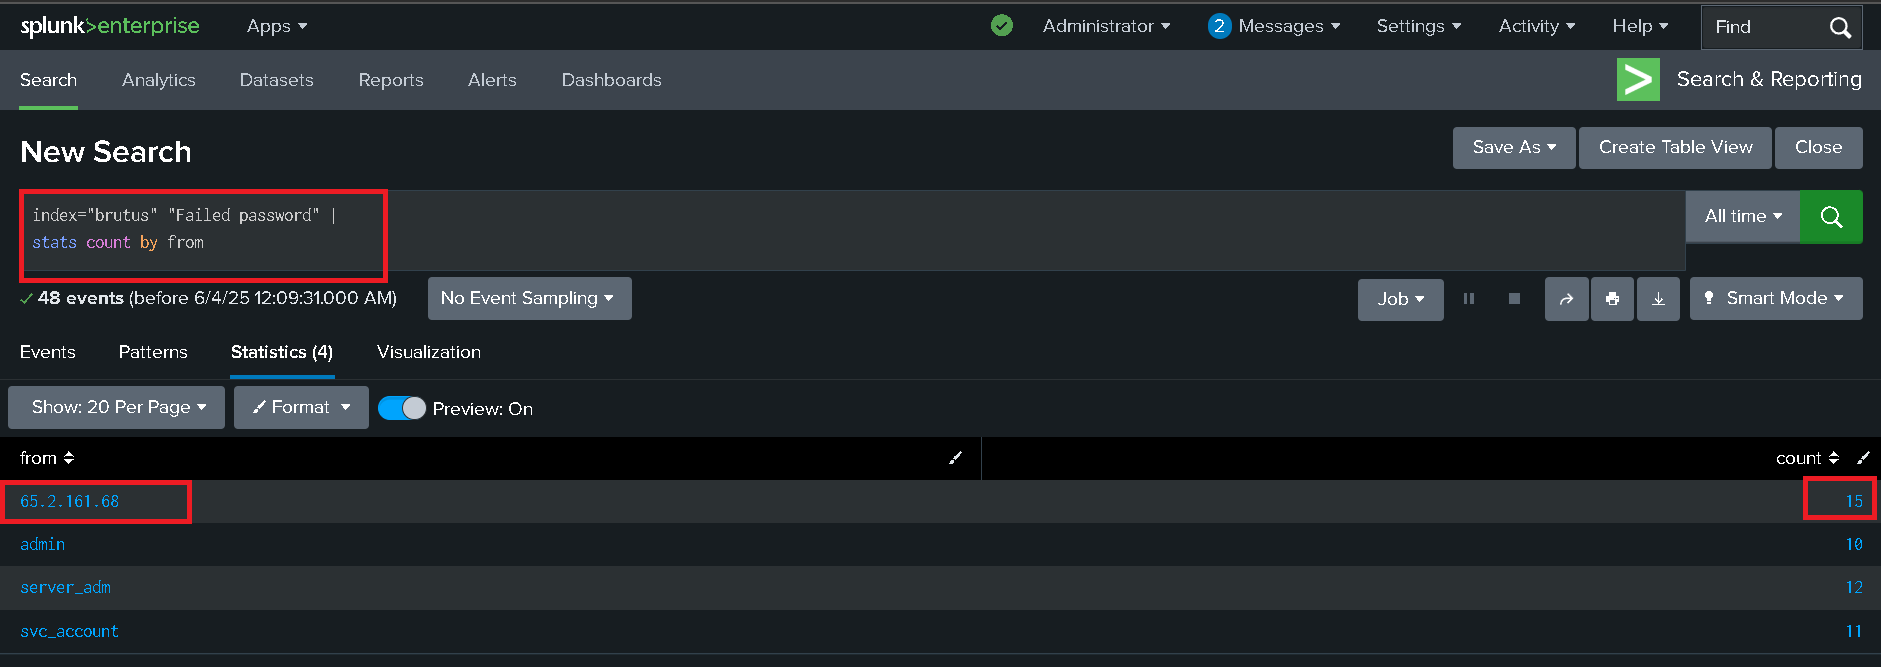 splunk>enterprise Apps Administrator 2 Messages Settings Activity Help Find
Search Analytics Datasets Reports Alerts Dashboards Search & Reporting
New Search Save As Create Table View Close
index="brutus" "Failed password" | All time
stats count by from
48 events (before 6/4/25 12:09:31.000 AM) No Event Sampling Job Smart Mode
Events Patterns Statistics (4) Visualization
Show: 20 Per Page Format Preview: On
from count
65.2.161.68 15
admin 10
server_adm 12
svc_account 11